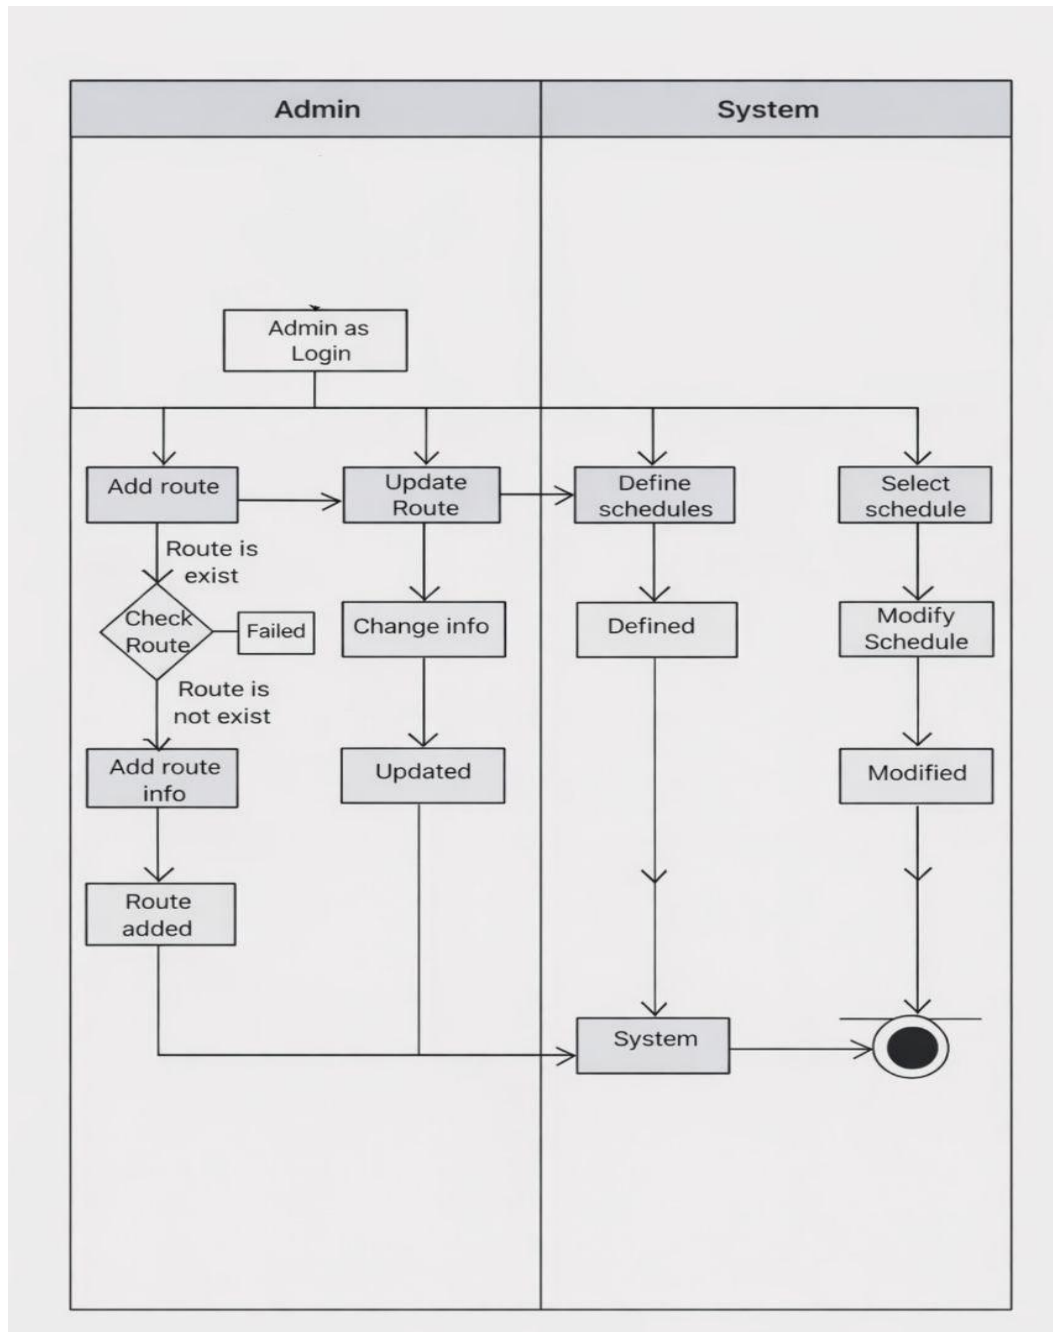 Admin
System
Admin as
Login
Add route
Update
Route
Define
schedules
Select
schedule
Route is
exist
Check
Route
Failed
Change info
Defined
Modify
Schedule
Route is
not exist
Add route
info
Updated
Modified
Route
added
System